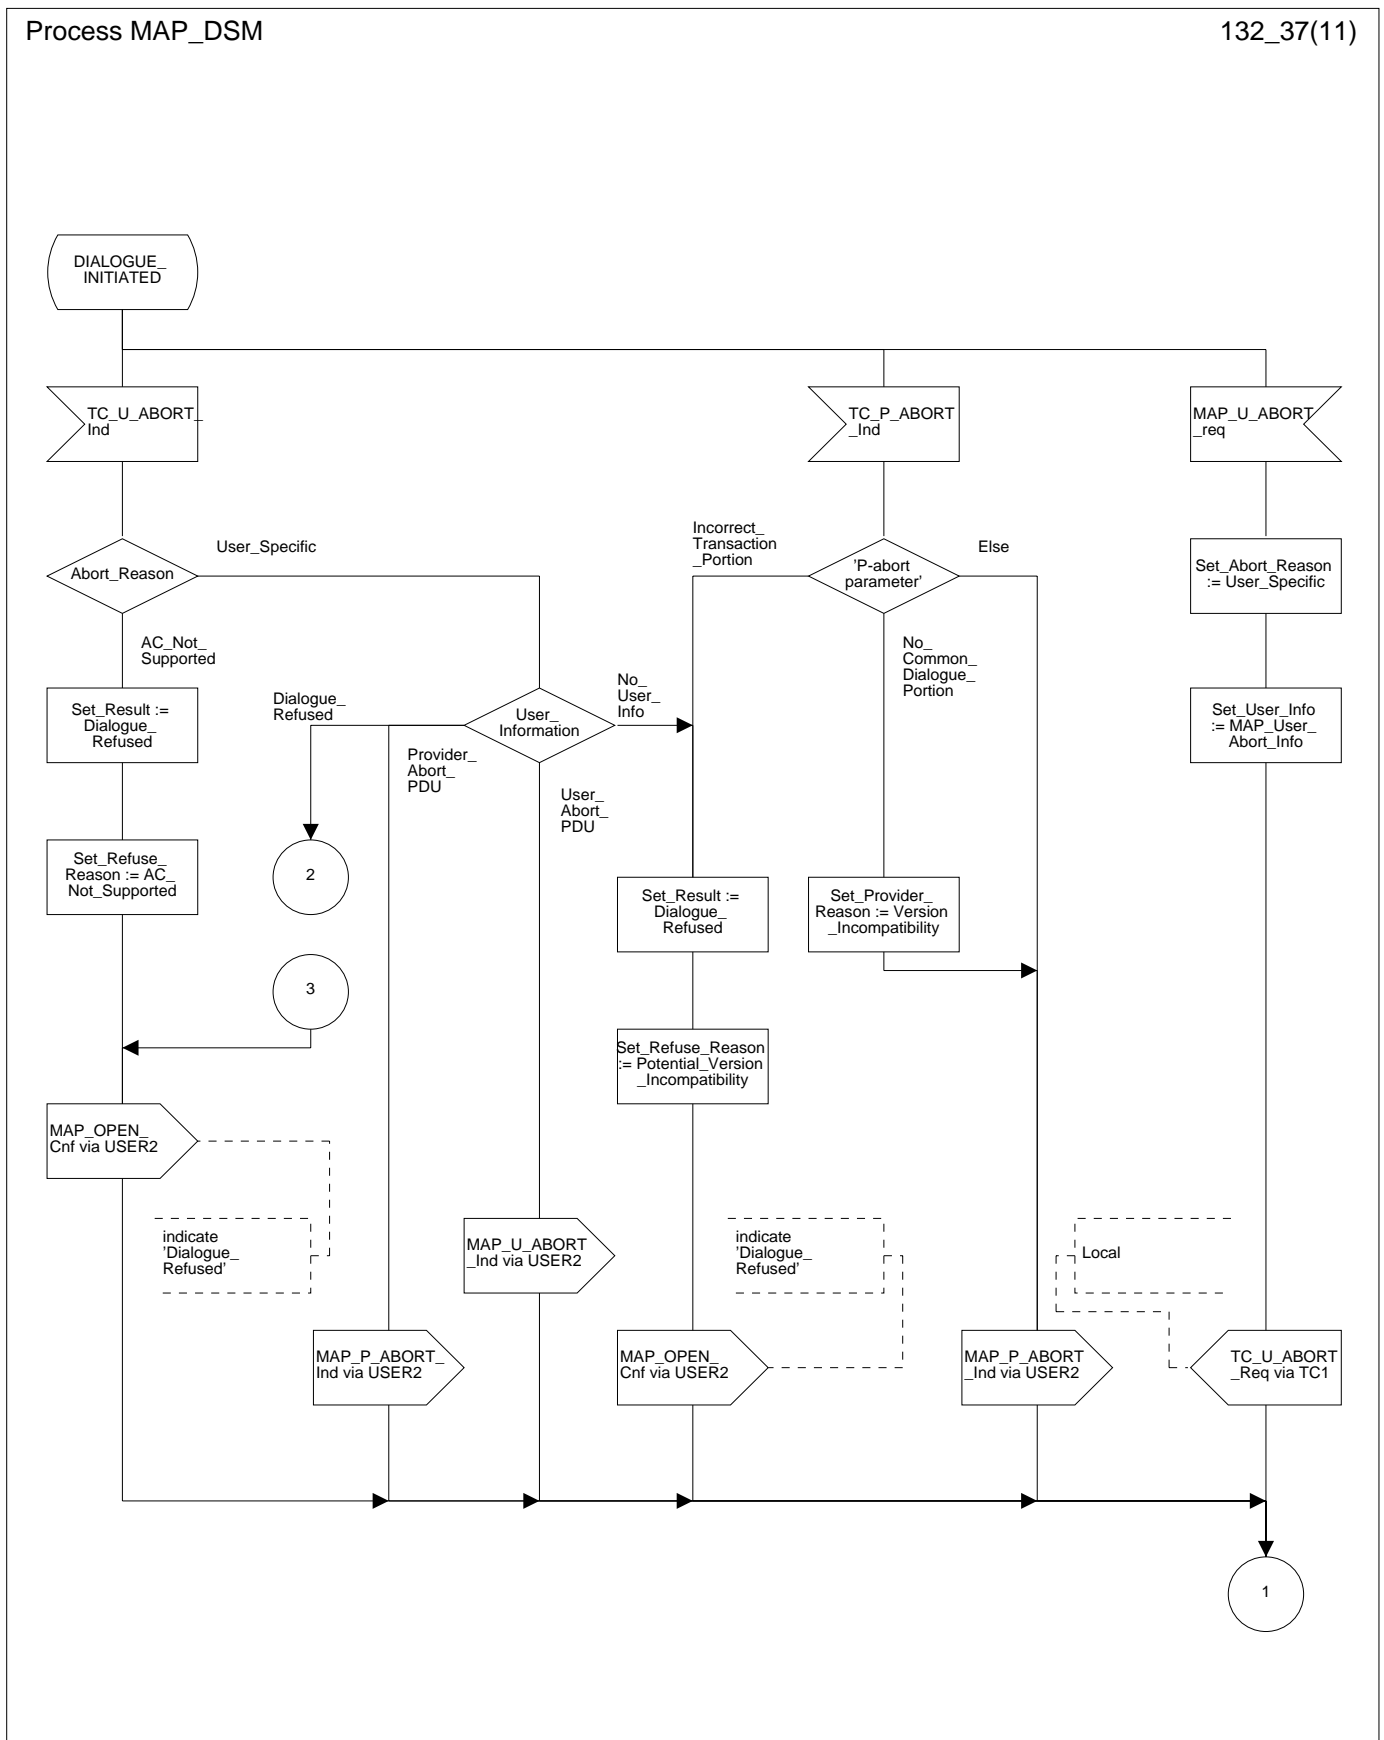 Process MAP_DSM
132_37(11)
DIALOGUE_
INITIATED
TC_U_ABORT_
Ind
TC_P_ABORT
_Ind
MAP_U_ABORT
_req
Abort_Reason
User_Specific
Incorrect_
Transaction
_Portion
'P-abort
parameter'
Else
Set_Abort_Reason
:= User_Specific
AC_Not_
Supported
No_
Common_
Dialogue_
Portion
Set_Result :=
Dialogue_
Refused
Dialogue_
Refused
Provider_
Abort_
PDU
User_
Information
No_
User_
Info
User_
Abort_
PDU
Set_User_Info
:= MAP_User_
Abort_Info
Set_Refuse_
Reason := AC_
Not_Supported
2
Set_Result :=
Dialogue_
Refused
Set_Provider_
Reason := Version
_Incompatibility
3
Set_Refuse_Reason
:= Potential_Version
_Incompatibility
MAP_OPEN_
Cnf via USER2
indicate
'Dialogue_
Refused'
MAP_U_ABORT
_Ind via USER2
indicate
'Dialogue_
Refused'
Local
MAP_P_ABORT_
Ind via USER2
MAP_OPEN_
Cnf via USER2
MAP_P_ABORT
_Ind via USER2
TC_U_ABORT
_Req via TC1
1